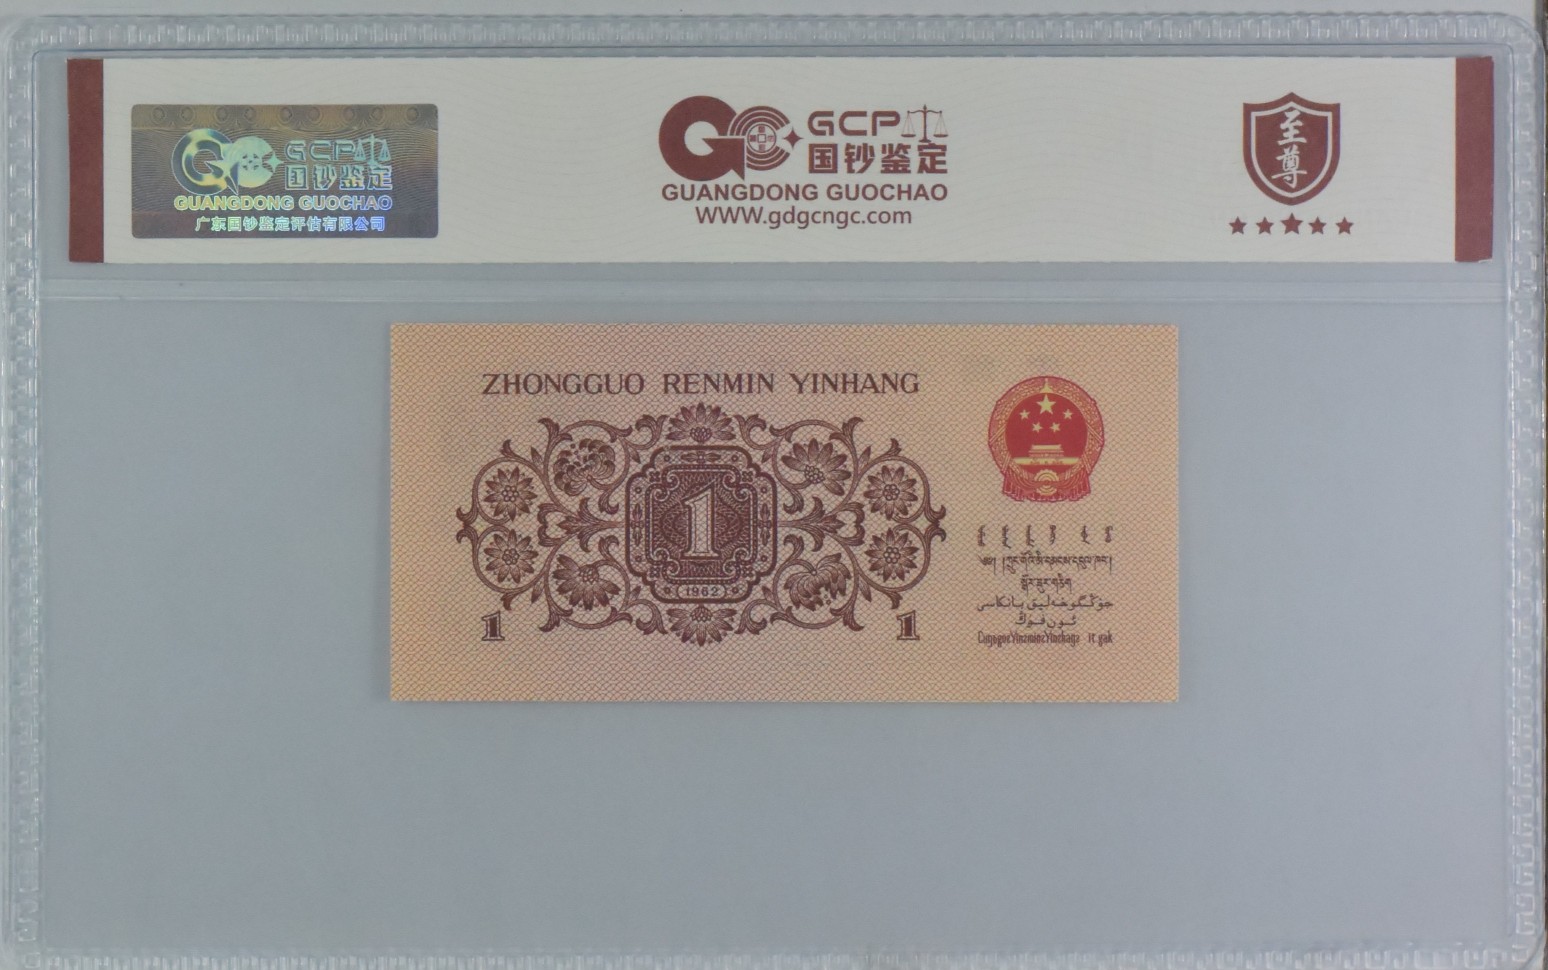 GCP
国钞鉴定
GUANGDONG GUOCHAO
广东国钞鉴定评估有限公司
GCP
国钞鉴定
GUANGDONG GUOCHAO
WWW.gdgcngc.com
至尊
ZHONGGUO RENMIN YINHANG
1
(1962)
1
1
جۇڭگوخەلىق بانكاسى